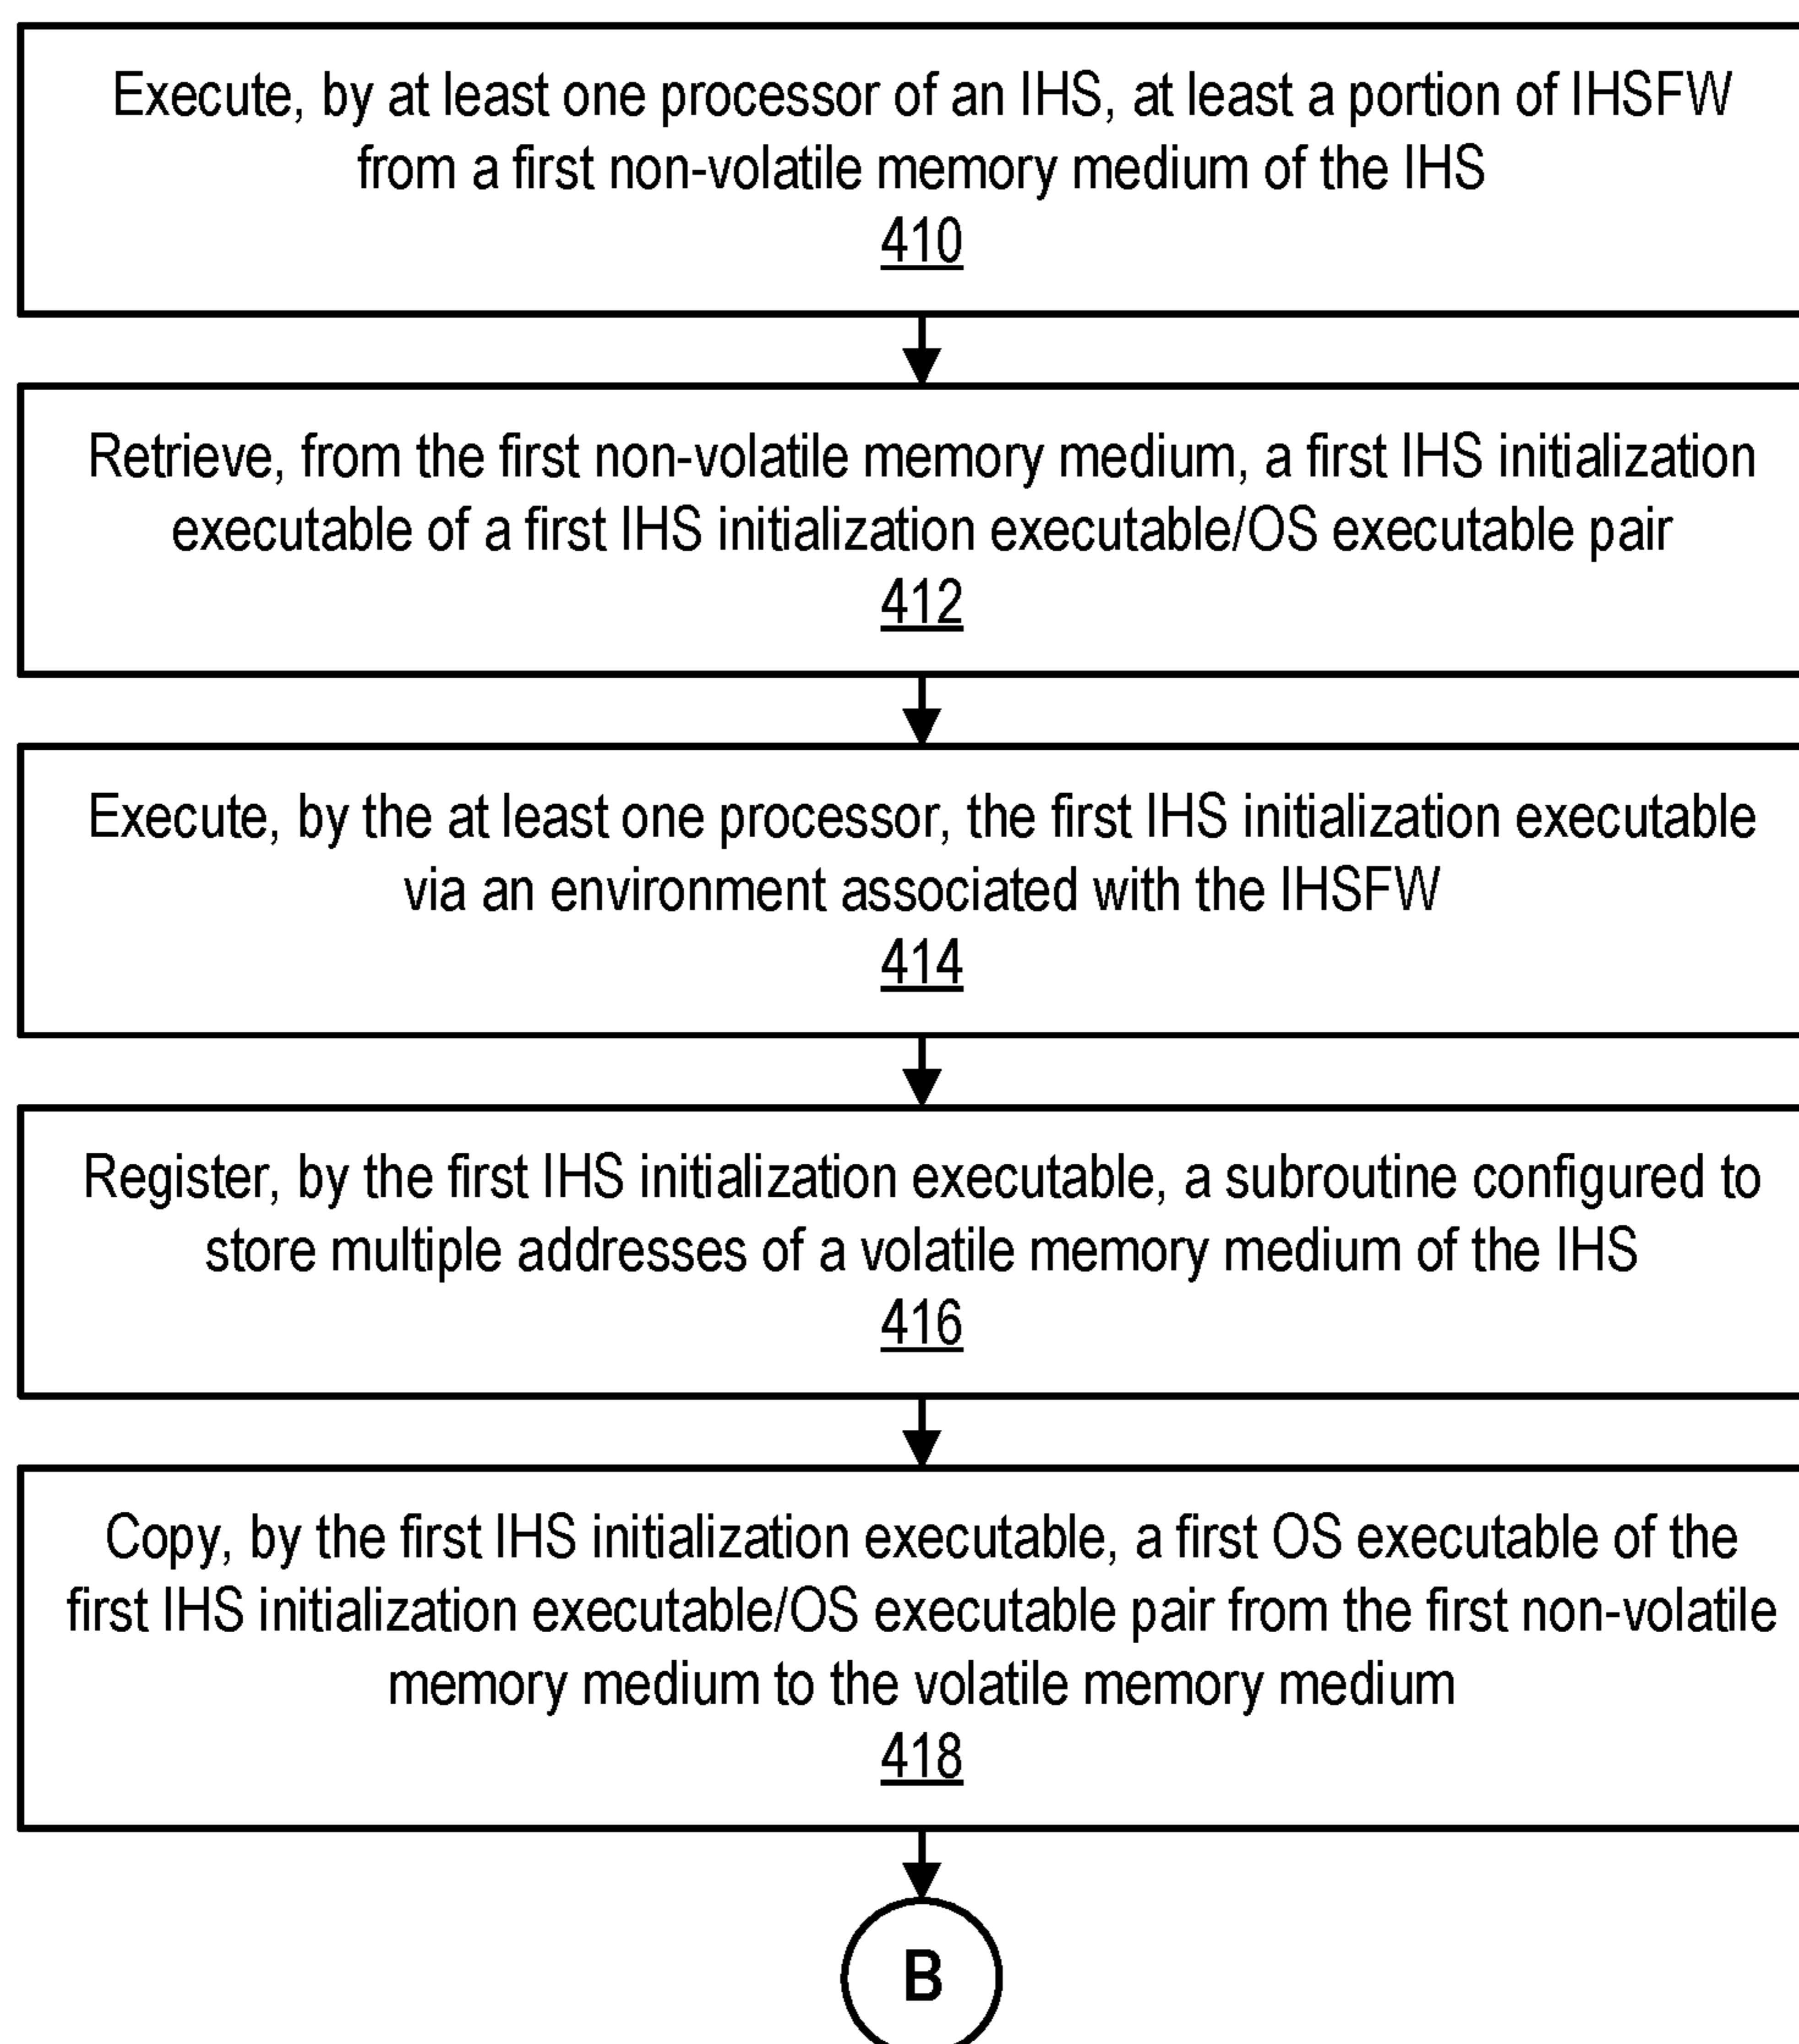 Execute, by at least one processor of an IHS, at least a portion of IHSFW
from a first non-volatile memory medium of the IHS
410
Retrieve, from the first non-volatile memory medium, a first IHS initialization
executable of a first IHS initialization executable/OS executable pair
412
Execute, by the at least one processor, the first IHS initialization executable
via an environment associated with the IHSFW
414
Register, by the first IHS initialization executable, a subroutine configured to
store multiple addresses of a volatile memory medium of the IHS
416
Copy, by the first IHS initialization executable, a first OS executable of the
first IHS initialization executable/OS executable pair from the first non-volatile
memory medium to the volatile memory medium
418
B